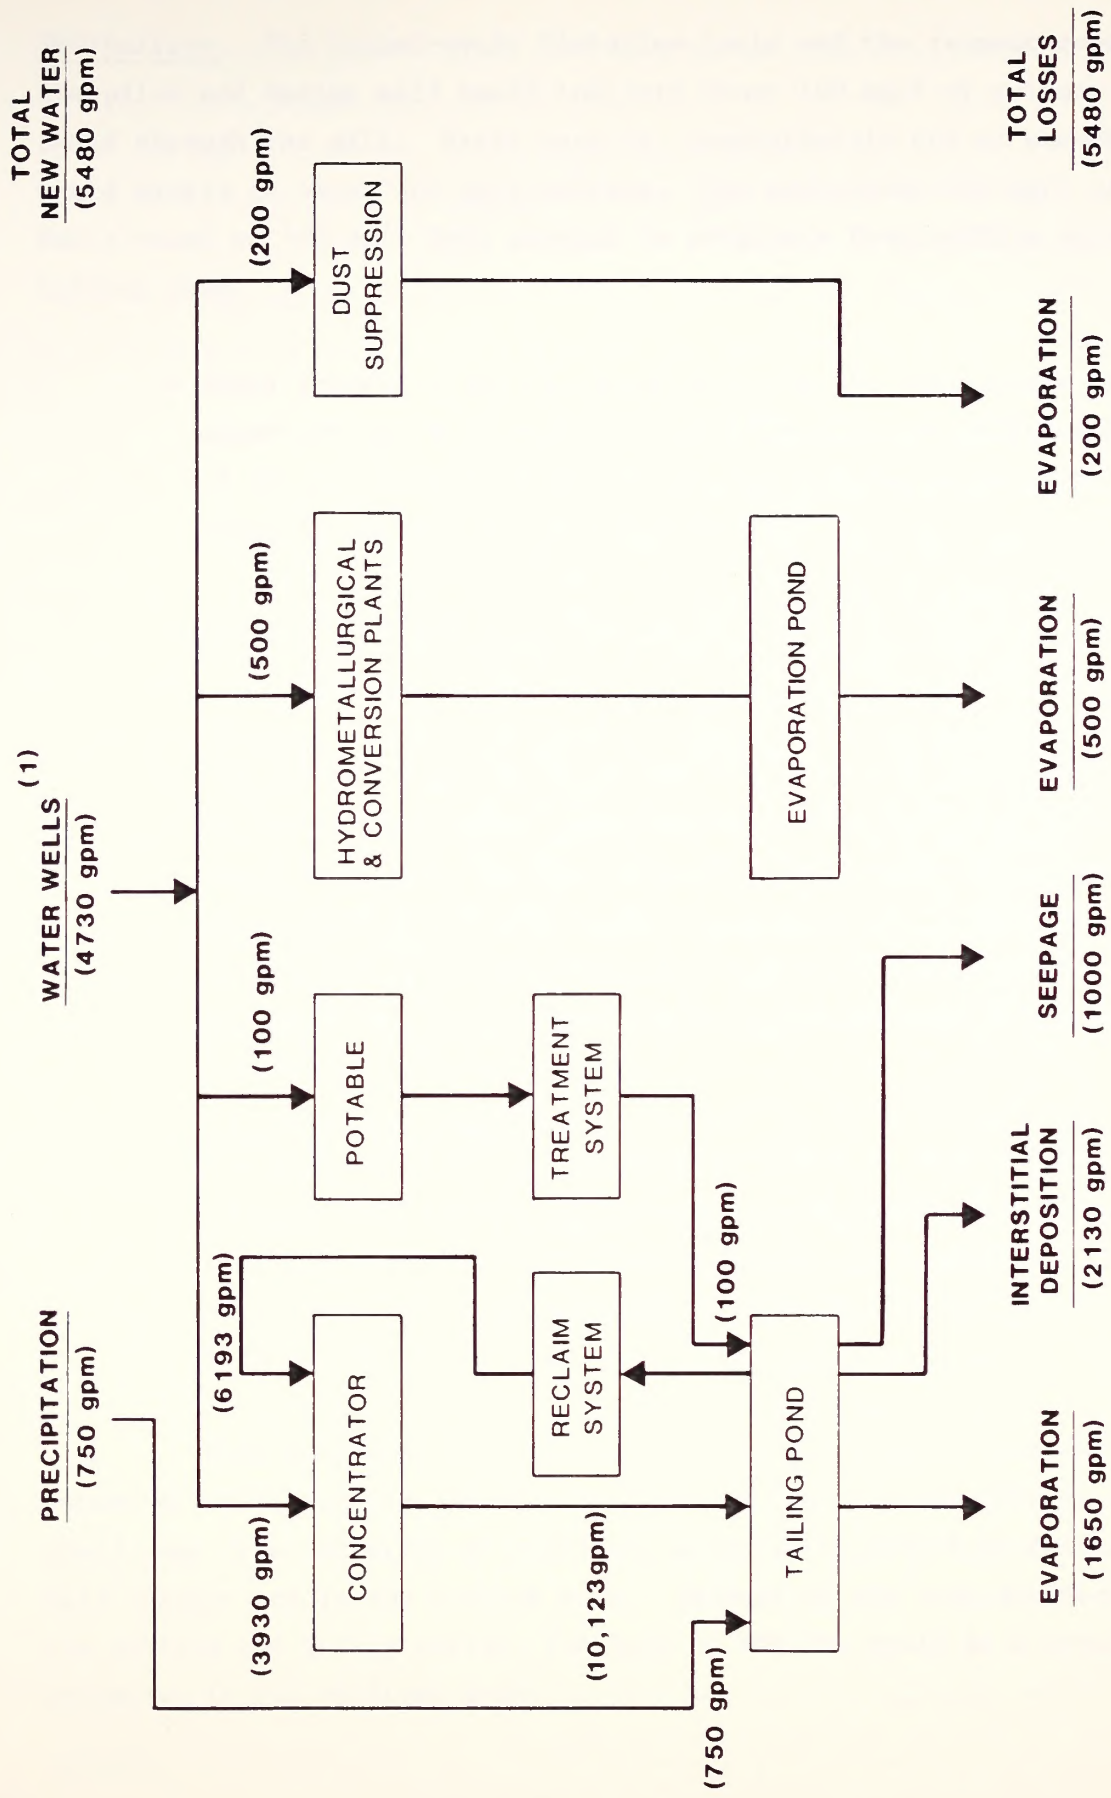 PRECIPITATION
(750 gpm)
WATER WELLS (1)
(4730 gpm)
TOTAL
NEW WATER
(5480 gpm)
(3930 gpm)
(6193 gpm)
(100 gpm)
(500 gpm)
(200 gpm)
CONCENTRATOR
POTABLE
HYDROMETALLURGICAL
& CONVERSION PLANTS
DUST
SUPPRESSION
RECLAIM
SYSTEM
TREATMENT
SYSTEM
(10,123gpm)
(750 gpm)
(100 gpm)
TAILING POND
EVAPORATION POND
EVAPORATION
(1650 gpm)
INTERSTITIAL
DEPOSITION
(2130 gpm)
SEEPAGE
(1000 gpm)
EVAPORATION
(500 gpm)
EVAPORATION
(200 gpm)
TOTAL
LOSSES
(5480 gpm)